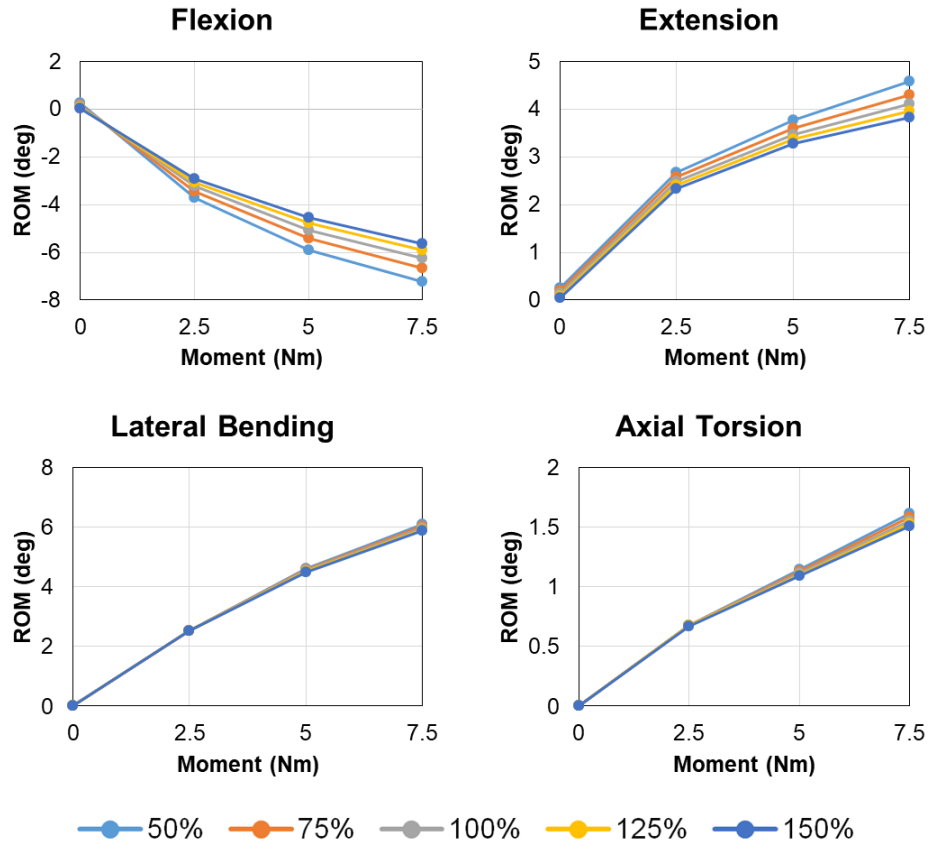 Flexion
2
0
-2
-4
-6
-8
ROM (deg)
0 2.5 5 7.5
Moment (Nm)
Extension
5
4
3
2
1
0
ROM (deg)
0 2.5 5 7.5
Moment (Nm)
Lateral Bending
8
6
4
2
0
ROM (deg)
0 2.5 5 7.5
Moment (Nm)
Axial Torsion
2
1.5
1
0.5
0
ROM (deg)
0 2.5 5 7.5
Moment (Nm)
50% 75% 100% 125% 150%